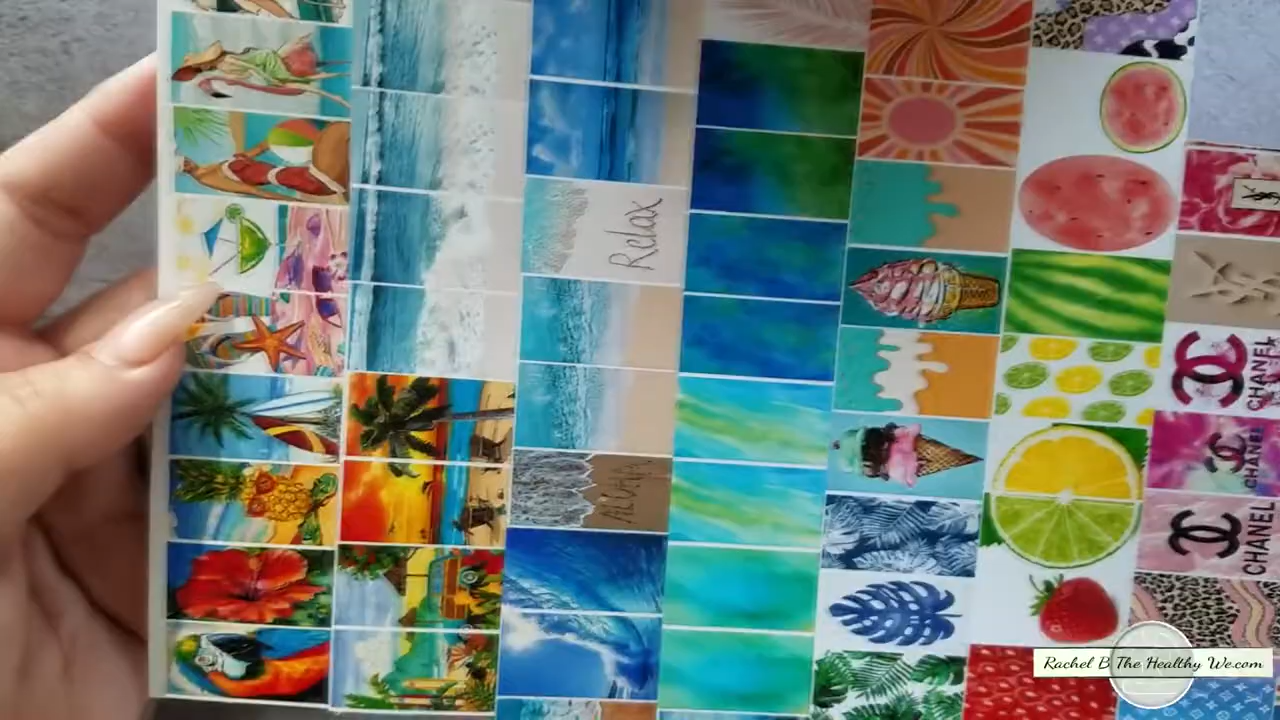 Relax
ALOHA
CHANEL
CHANEL
CHANEL
Rachel B The Healthy We.com